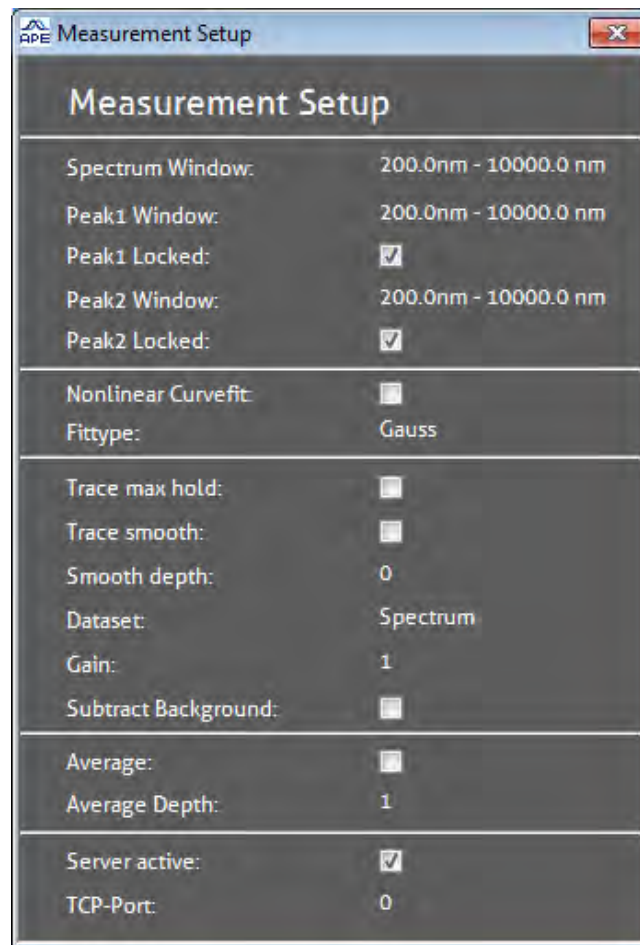 APE Measurement Setup
Measurement Setup
Spectrum Window: 200.0nm - 10000.0 nm
Peak1 Window: 200.0nm - 10000.0 nm
Peak1 Locked:
Peak2 Window: 200.0nm - 10000.0 nm
Peak2 Locked:
Nonlinear Curvefit:
Fittype: Gauss
Trace max hold:
Trace smooth:
Smooth depth: 0
Dataset: Spectrum
Gain: 1
Subtract Background:
Average:
Average Depth: 1
Server active:
TCP-Port: 0